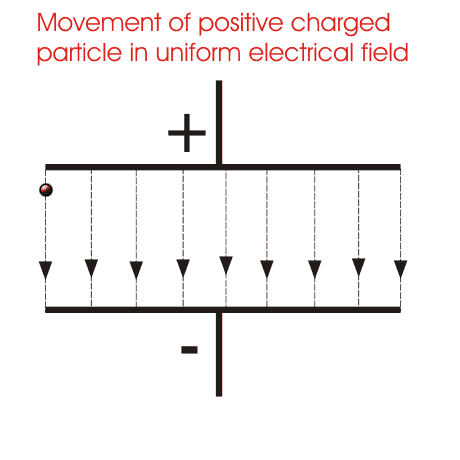 Movement of positive charged
particle in uniform electrical field
+
-